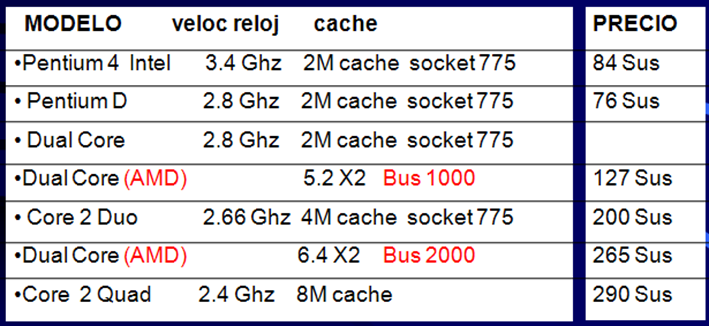 MODELO veloc reloj cache PRECIO
•Pentium 4 Intel 3.4 Ghz 2M cache socket 775 84 Sus
• Pentium D 2.8 Ghz 2M cache socket 775 76 Sus
• Dual Core 2.8 Ghz 2M cache socket 775
•Dual Core (AMD) 5.2 X2 Bus 1000 127 Sus
• Core 2 Duo 2.66 Ghz 4M cache socket 775 200 Sus
•Dual Core (AMD) 6.4 X2 Bus 2000 265 Sus
•Core 2 Quad 2.4 Ghz 8M cache 290 Sus